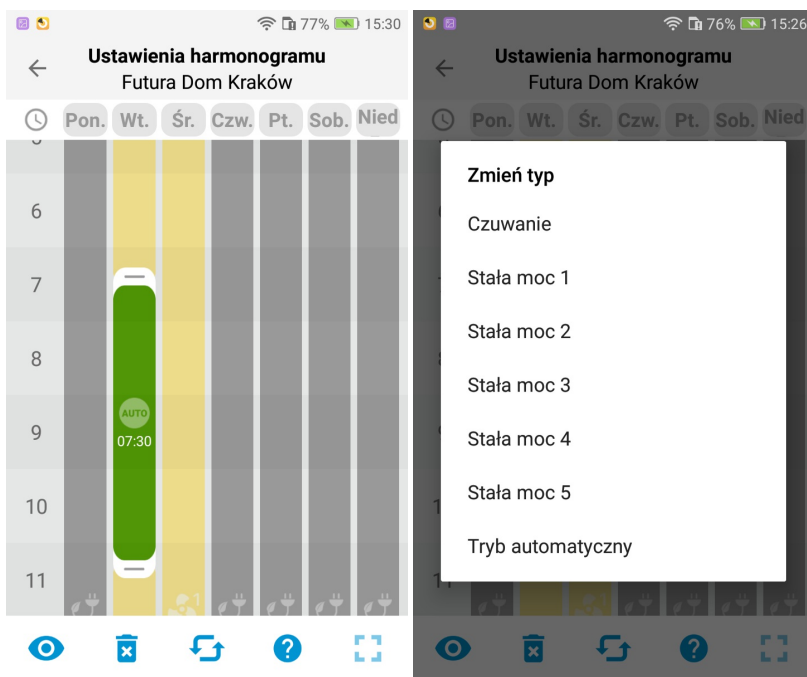 77% 15:30
Ustawienia harmonogramu
Futura Dom Kraków
Pon. Wt. Śr. Czw. Pt. Sob. Nied
6
7
8
AUTO
9
07:30
10
11
1
?
76% 15:26
Ustawienia harmonogramu
Futura Dom Kraków
Pon. Wt. Śr. Czw. Pt. Sob. Nied
Zmień typ
Czuwanie
Stała moc 1
Stała moc 2
Stała moc 3
Stała moc 4
Stała moc 5
Tryb automatyczny
11
1
?